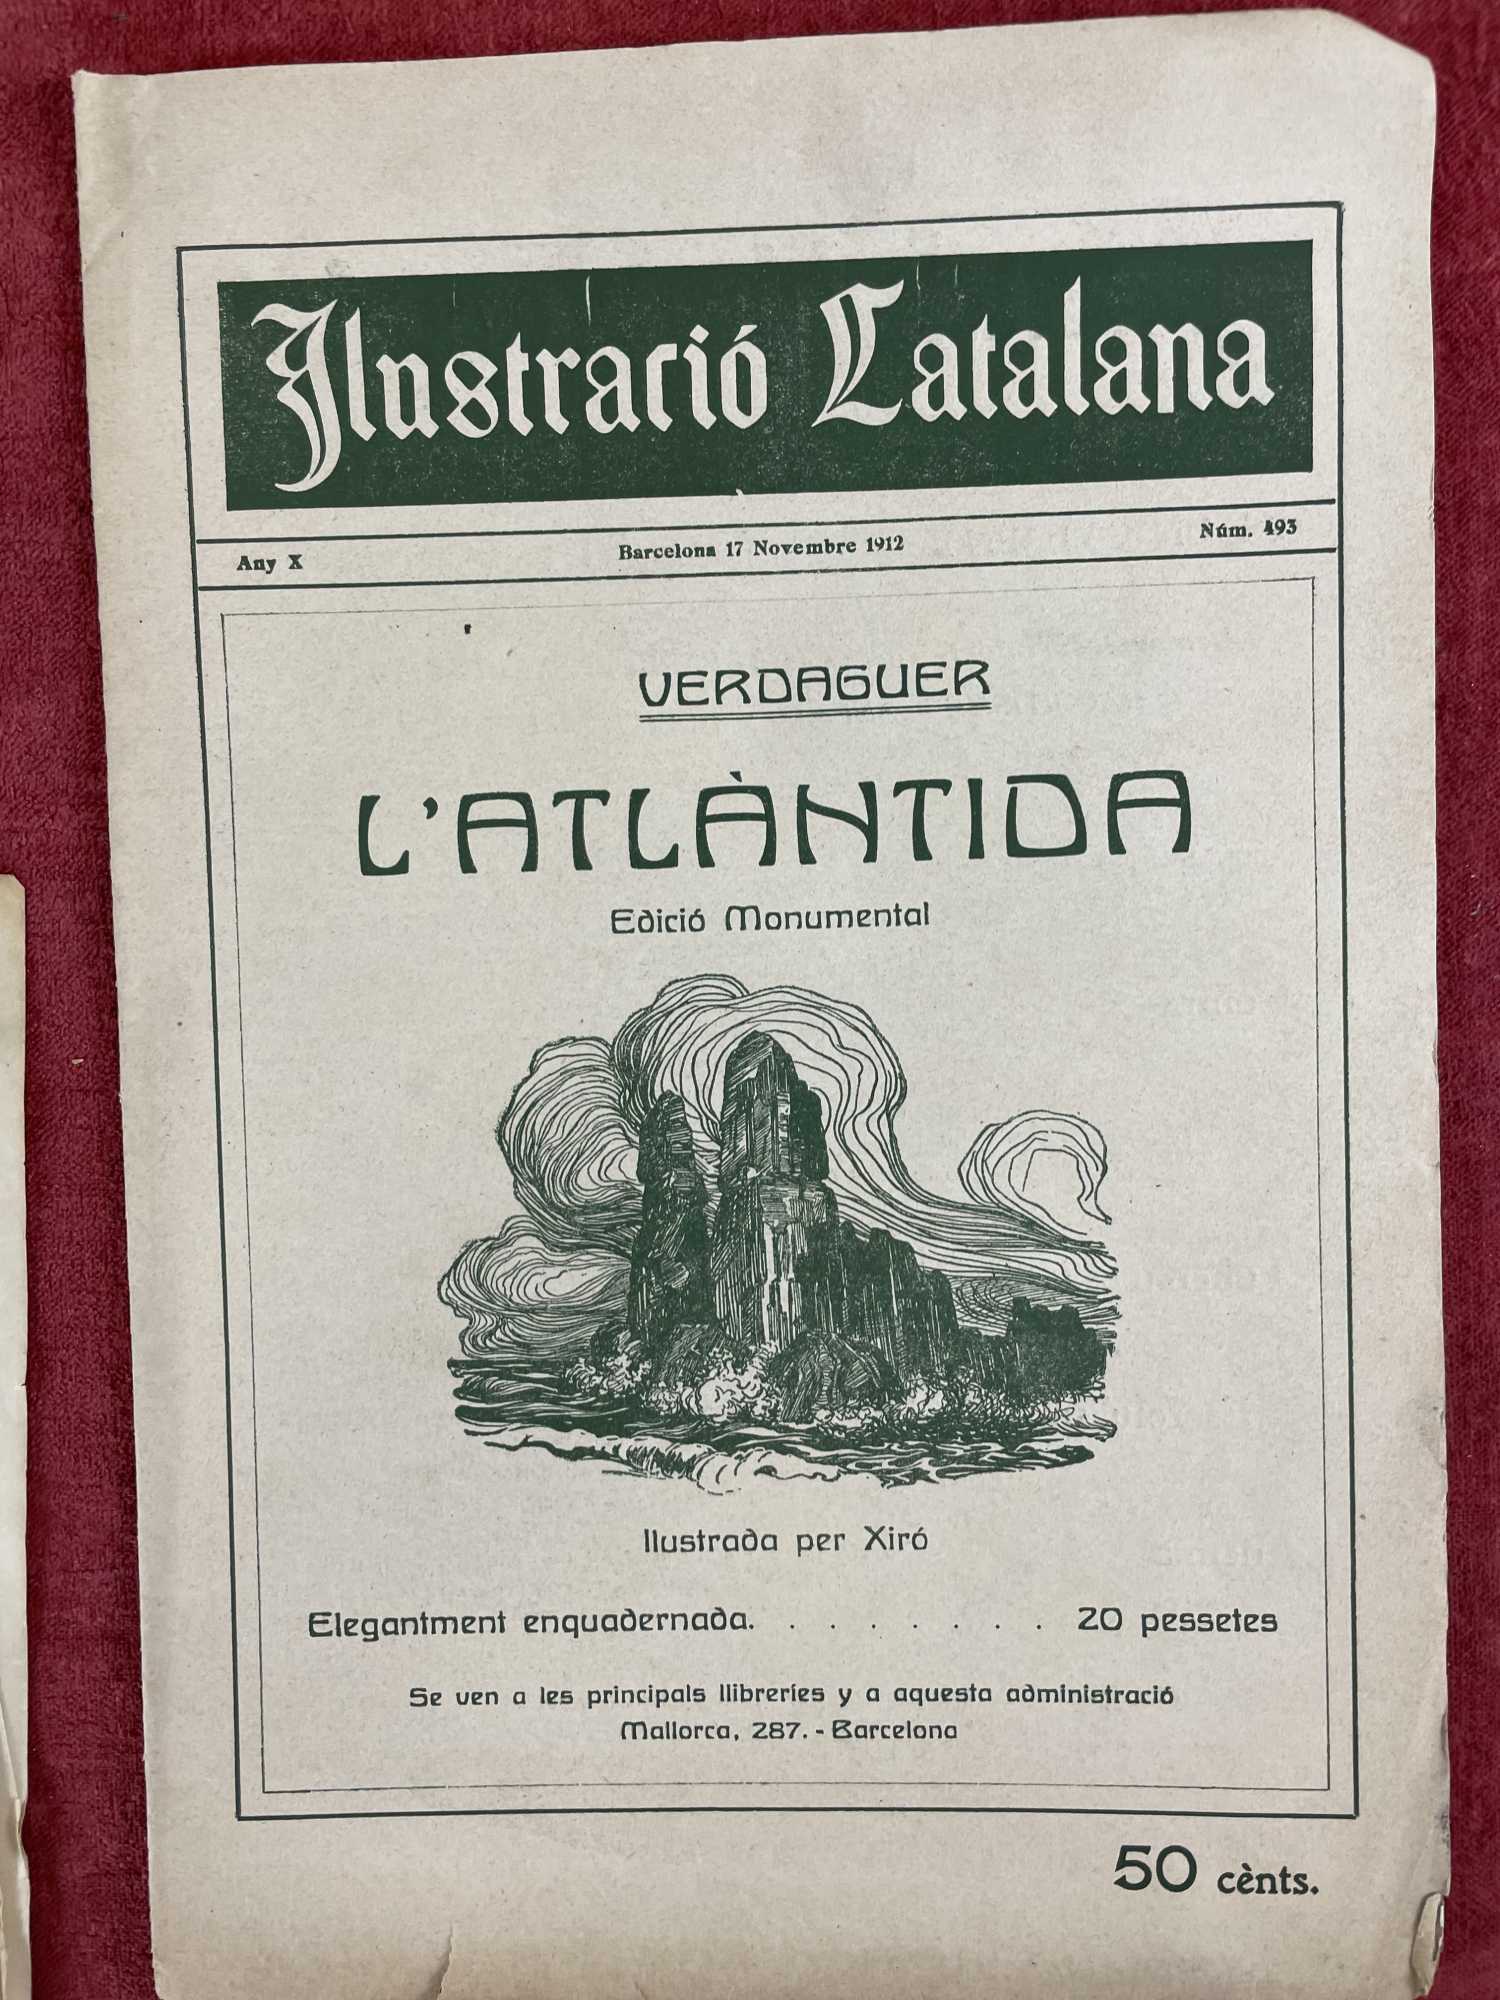 Ilustració Catalana
Any X Barcelona 17 Novembre 1912 Núm. 493
VERDAGUER
L'ATLÀNTIDA
Edició Monumental
Ilustrada per Xiró
Elegantment enquadernada. . . . . . . . 20 pessetes
Se ven a les principals llibreríes y a aquesta administració
Mallorca, 287. - Barcelona
50 cènts.